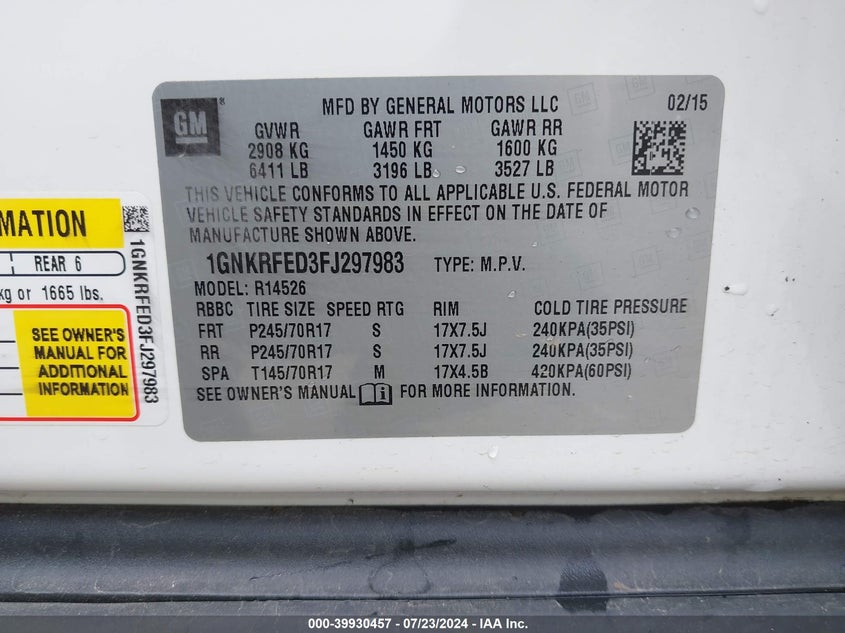 GM ®
MFD BY GENERAL MOTORS LLC 02/15
GVWR GAWR FRT GAWR RR
2908 KG 1450 KG 1600 KG
6411 LB 3196 LB 3527 LB
THIS VEHICLE CONFORMS TO ALL APPLICABLE U.S. FEDERAL MOTOR
VEHICLE SAFETY STANDARDS IN EFFECT ON THE DATE OF
MANUFACTURE SHOWN ABOVE.
1GNKRFED3FJ297983 TYPE: M.P.V.
MODEL: R14526
RBBC TIRE SIZE SPEED RTG RIM COLD TIRE PRESSURE
FRT P245/70R17 S 17X7.5J 240KPA(35PSI)
RR P245/70R17 S 17X7.5J 240KPA(35PSI)
SPA T145/70R17 M 17X4.5B 420KPA(60PSI)
SEE OWNER'S MANUAL FOR MORE INFORMATION.
MATION
REAR 6
kg or 1665 lbs.
SEE OWNER'S
MANUAL FOR
ADDITIONAL
INFORMATION
1GNKRFED3FJ297983
000-39930457 - 07/23/2024 - IAA Inc.